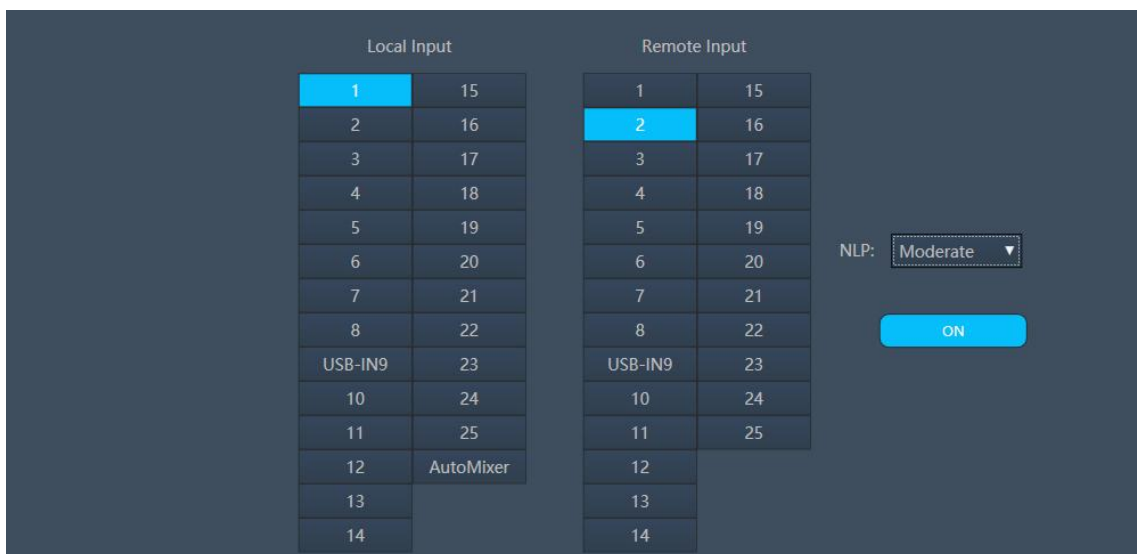 Local Input Remote Input
1 15 1 15
2 16 2 16
3 17 3 17
4 18 4 18
5 19 5 19
6 20 6 20
NLP: Moderate
7 21 7 21
8 22 8 22
ON
USB-IN9 23 USB-IN9 23
10 24 10 24
11 25 11 25
12 AutoMixer 12
13 13
14 14